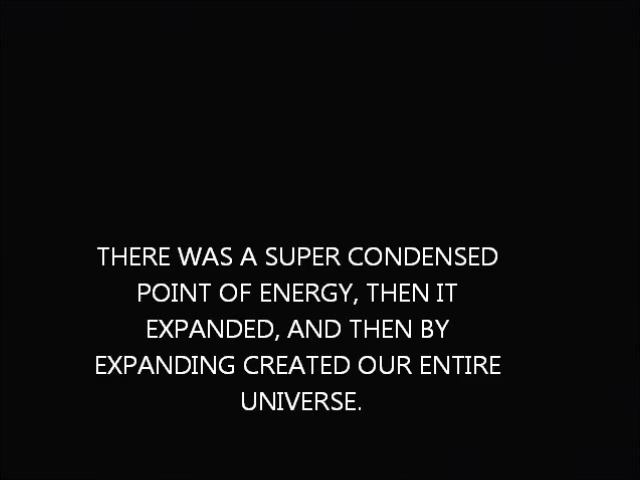 THERE WAS A SUPER CONDENSED
POINT OF ENERGY, THEN IT
EXPANDED, AND THEN BY
EXPANDING CREATED OUR ENTIRE
UNIVERSE.